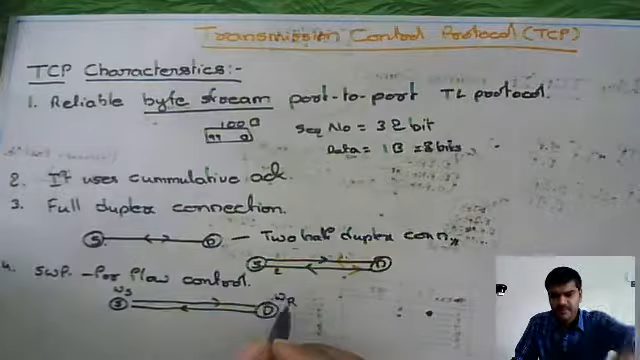 Transmission Control Protocol (TCP)
TCP Characterstics:-
1. Reliable byte stream port-to-port TL protocol.
100B
99 0
Seq No = 32 bit
Data = 1B = 8 bits
2. It uses cummulative ack.
3. Full duplex connection.
S D - Two half duplex conn
S D
4. SWP - For flow control.
WS WR
S D